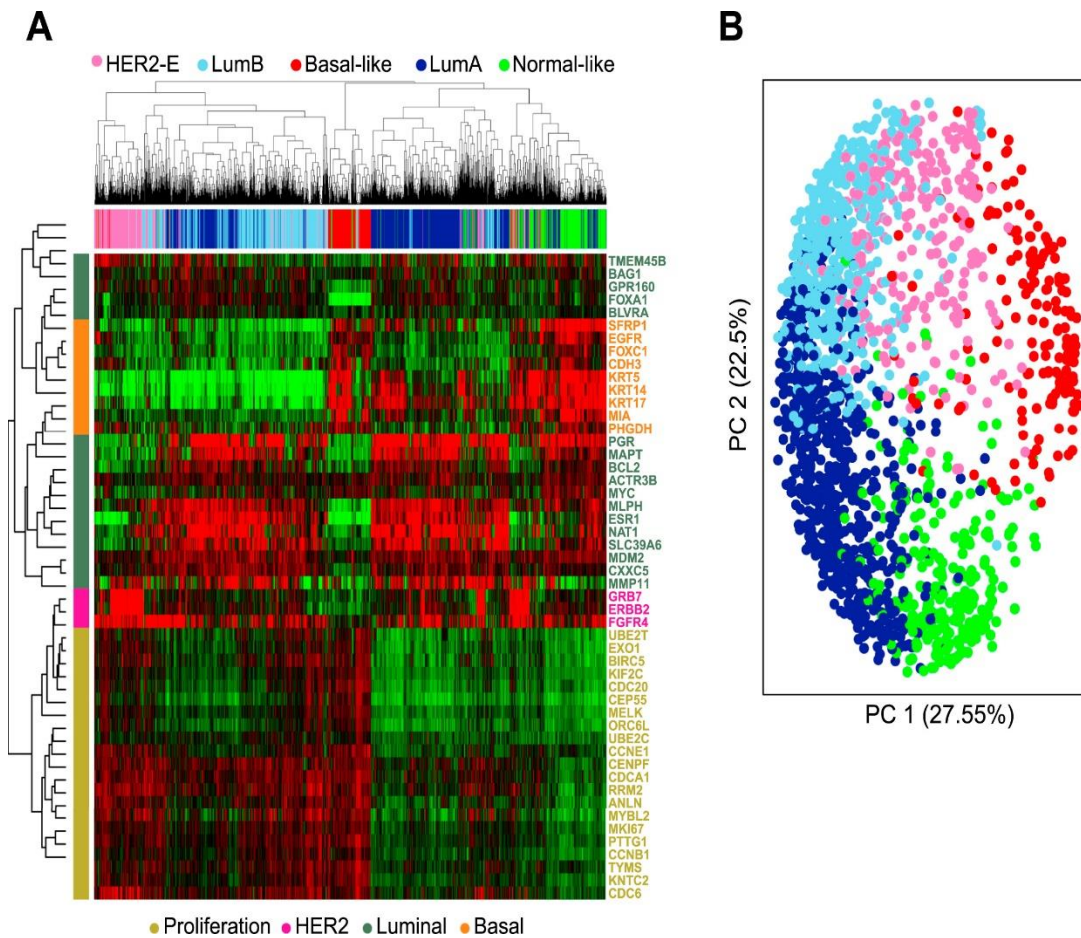 A
HER2-E LumB Basal-like LumA Normal-like
TMEM45B
BAG1
GPR160
FOXA1
BLVRA
SFRP1
EGFR
FOXC1
CDH3
KRT5
KRT14
KRT17
MIA
PHGDH
PGR
MAPT
BCL2
ACTR3B
MYC
MLPH
ESR1
NAT1
SLC39A6
MDM2
CXXC5
MMP11
GRB7
ERBB2
FGFR4
UBE2T
EXO1
BIRC5
KIF2C
CDC20
CEP55
MELK
ORC6L
UBE2C
CCNE1
CENPF
CDCA1
RRM2
ANLN
MYBL2
MKI67
PTTG1
CCNB1
TYMS
KNTC2
CDC6
Proliferation HER2 Luminal Basal
B
PC 2 (22.5%)
PC 1 (27.55%)